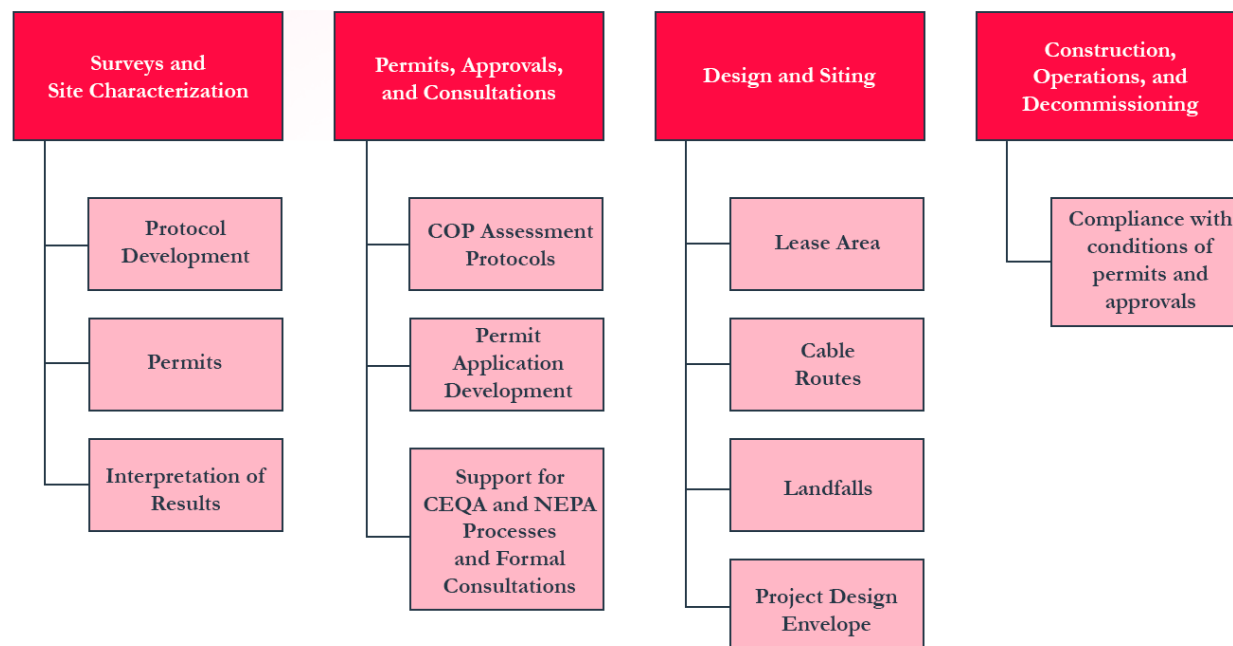 Surveys and
Site Characterization
Protocol
Development
Permits
Interpretation of
Results
Permits, Approvals,
and Consultations
COP Assessment
Protocols
Permit
Application
Development
Support for
CEQA and NEPA
Processes
and Formal
Consultations
Design and Siting
Lease Area
Cable
Routes
Landfalls
Project Design
Envelope
Construction,
Operations, and
Decommissioning
Compliance with
conditions of
permits and
approvals